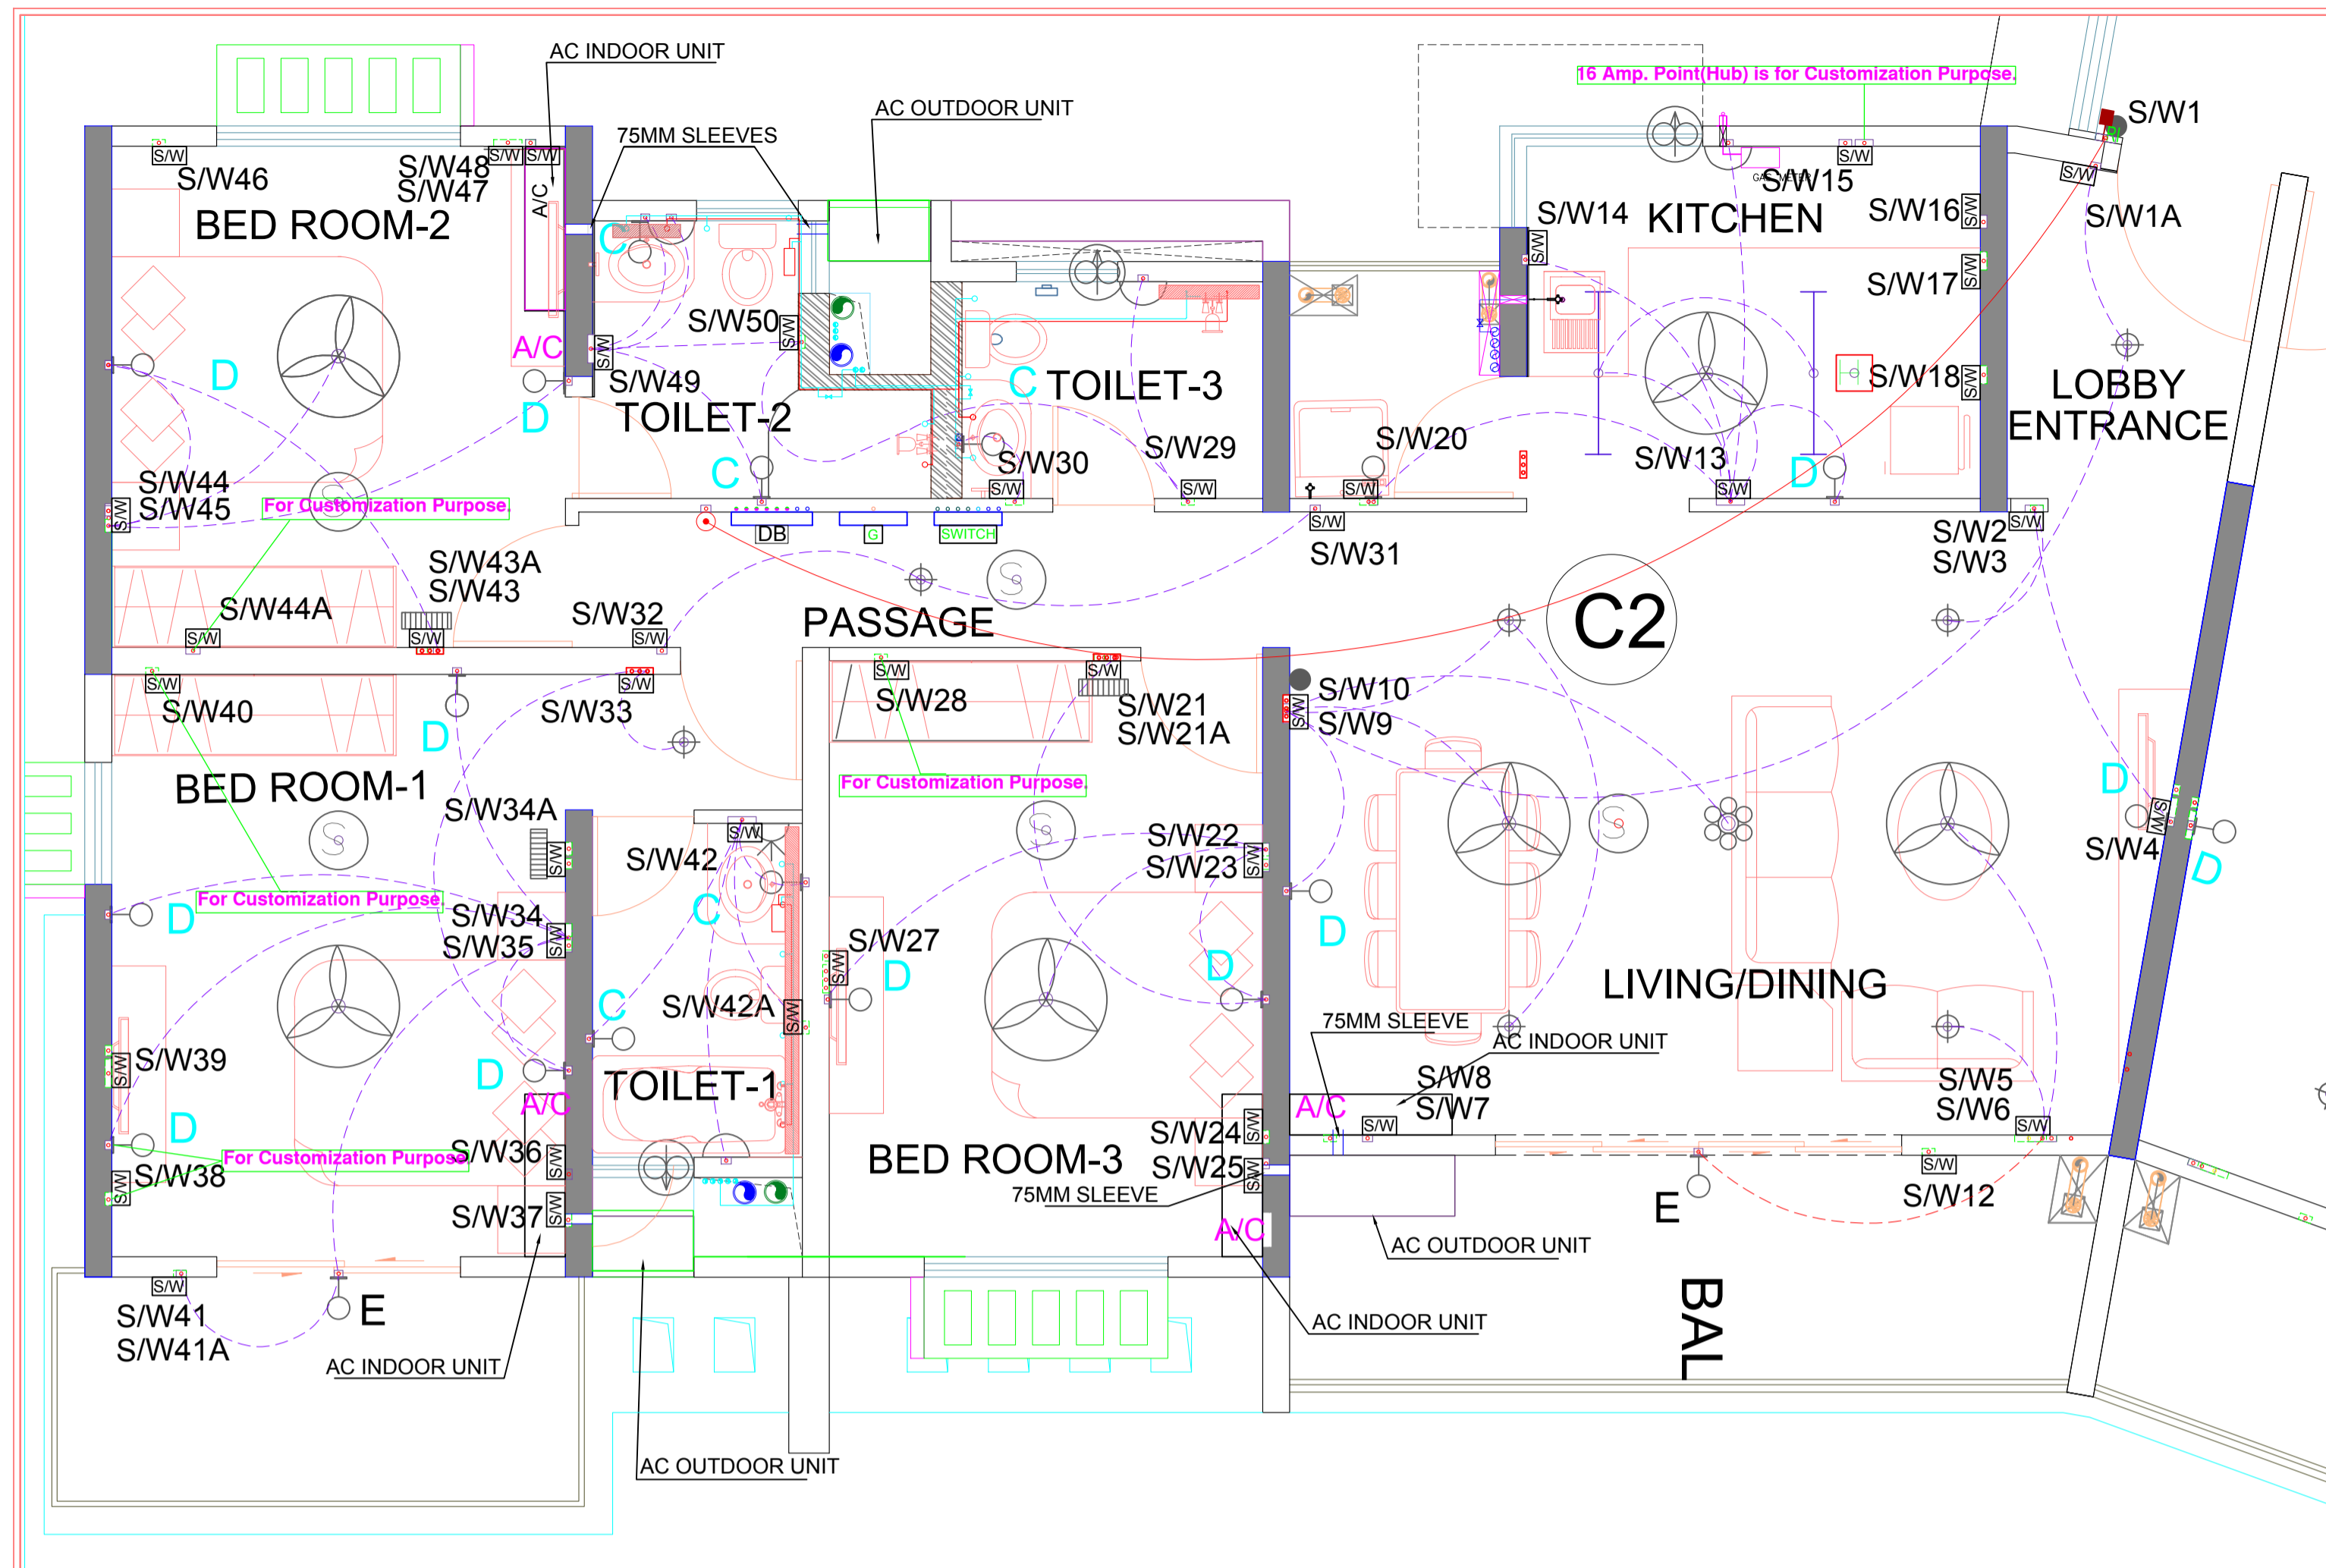 AC INDOOR UNIT
16 Amp. Point(Hub) is for Customization Purpose.
AC OUTDOOR UNIT
S/W1
75MM SLEEVES
S/W
S/W
S/W
S/W46
S/W48
S/W47
A/C
BED ROOM-2
S/W
GAS METER
S/W15
S/W
S/W14
KITCHEN
S/W16
S/W
S/W1A
C
S/W
S/W17
S/W
S/W50
S/W
A/C
S/W
D
S/W49
C
TOILET-3
S/W18
S/W
LOBBY
ENTRANCE
D
TOILET-2
S/W20
S/W29
S/W30
S/W13
D
C
S/W44
S/W45
S/W
For Customization Purpose.
S/W
S/W
S/W
S/W
DB
G
SWITCH
S/W
S/W31
S/W2
S/W3
S/W
S/W43A
S/W43
S/W44A
S/W32
PASSAGE
C2
S/W
S/W
S/W
S/W
S/W40
S/W
S/W33
S/W
S/W28
S/W
S/W21
S/W21A
S/W
S/W10
S/W9
D
For Customization Purpose.
BED ROOM-1
D
S/W34A
S/W
S/W42
S/W
S/W22
S/W23
S/W
S/W4
S/W
D
For Customization Purpose.
D
S/W34
S/W35
S/W
C
S/W27
S/W
D
D
D
LIVING/DINING
C
S/W42A
S/W
75MM SLEEVE
AC INDOOR UNIT
S/W39
S/W
D
TOILET-1
A/C
A/C
S/W8
S/W7
S/W
S/W5
S/W6
S/W
D
For Customization Purpose
S/W36
S/W
S/W38
S/W
BED ROOM-3
S/W24
S/W
S/W25
S/W
75MM SLEEVE
S/W
S/W12
E
S/W37
S/W
A/C
AC OUTDOOR UNIT
S/W
S/W41
S/W41A
E
AC INDOOR UNIT
AC INDOOR UNIT
BAL
AC OUTDOOR UNIT